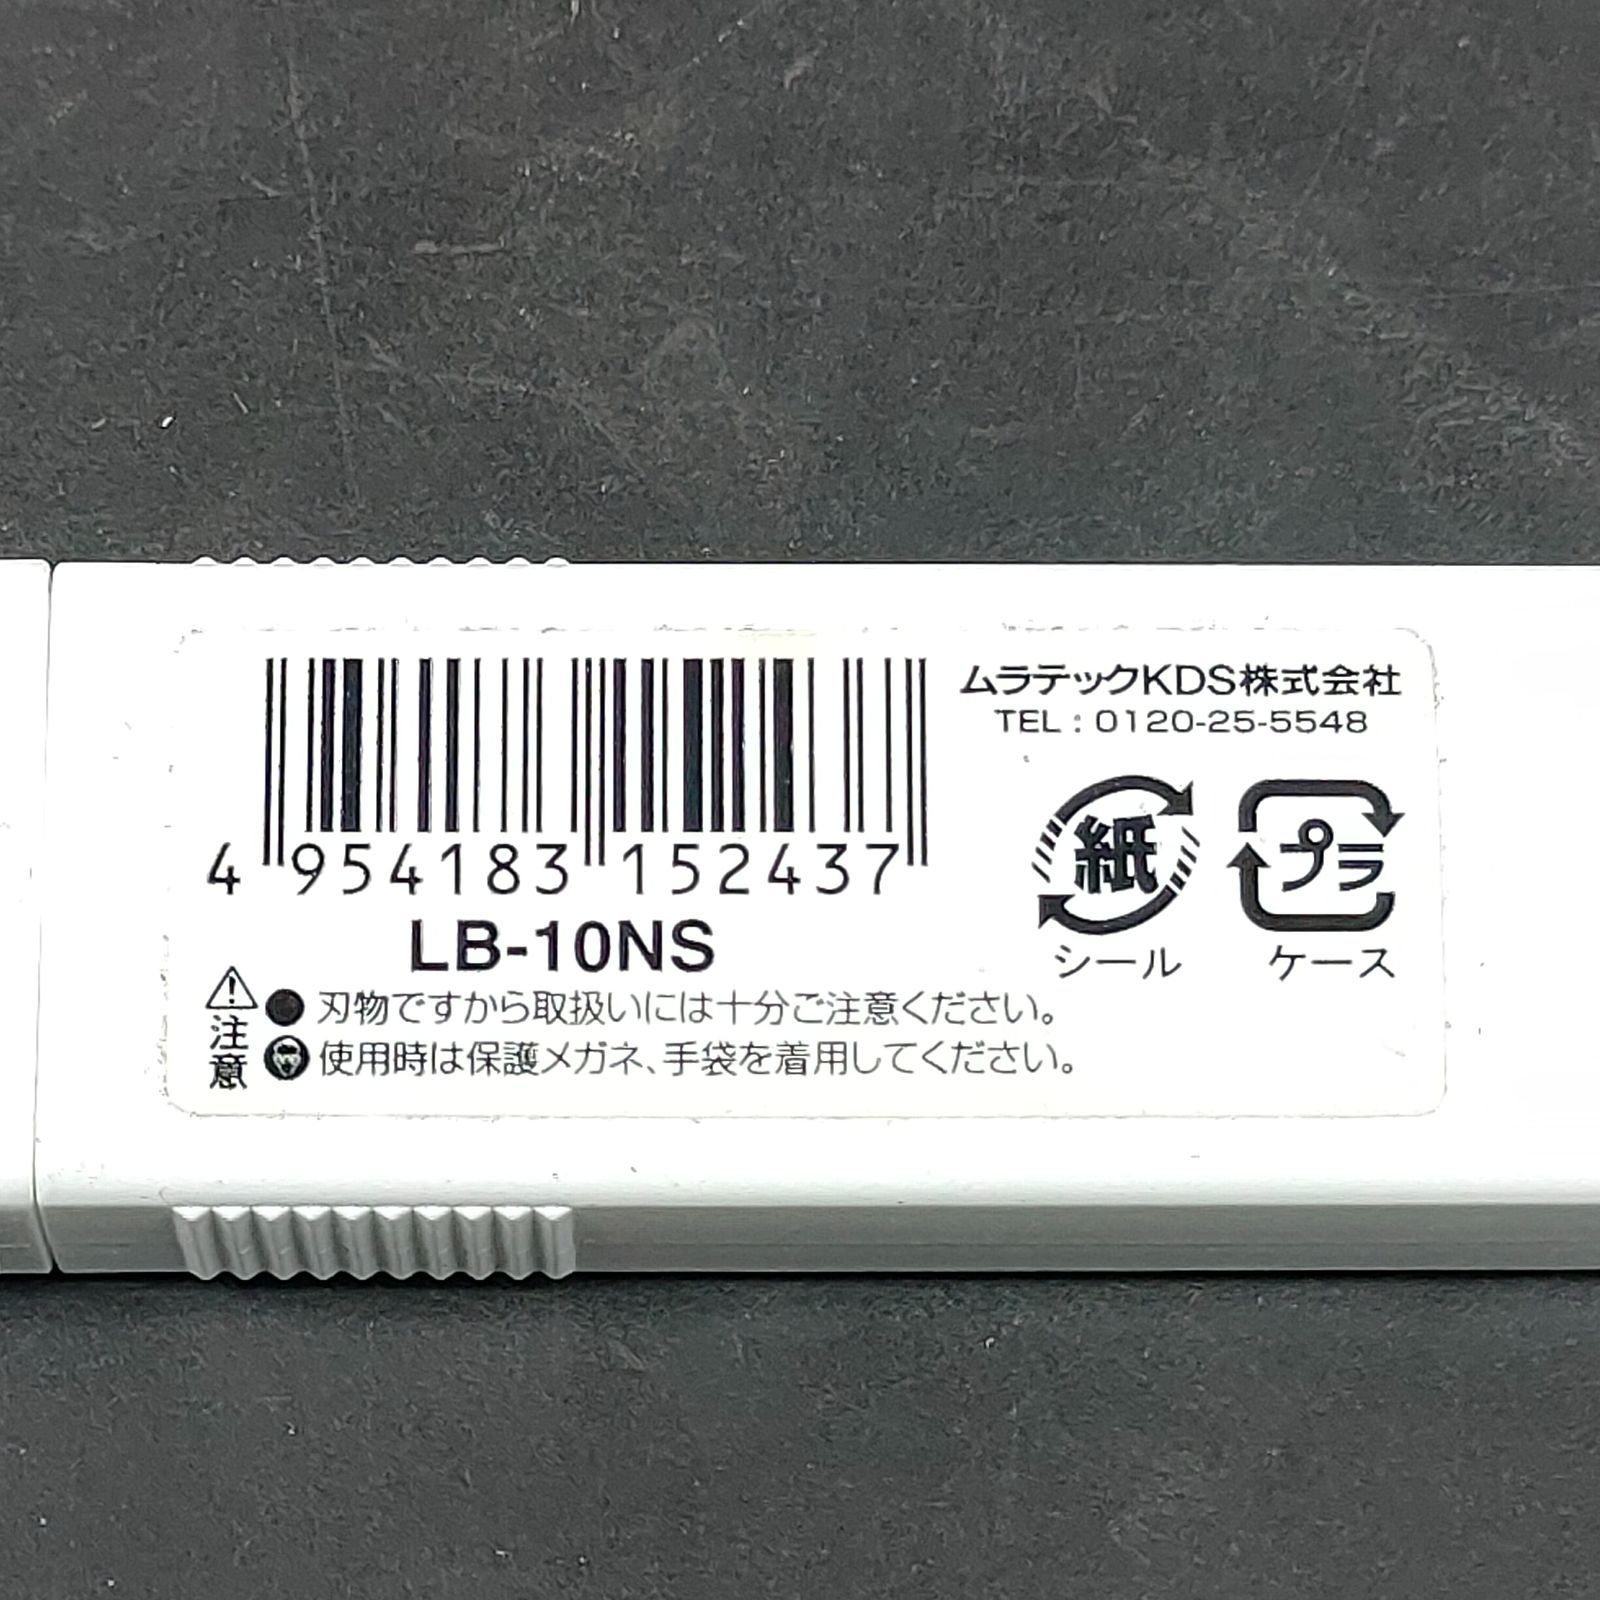 4 954183 152437
LB-10NS
ムラテックKDS株式会社
TEL : 0120-25-5548
紙
シール
プラ
ケース
注意
刃物ですから取扱いには十分ご注意ください。
使用時は保護メガネ、手袋を着用してください。